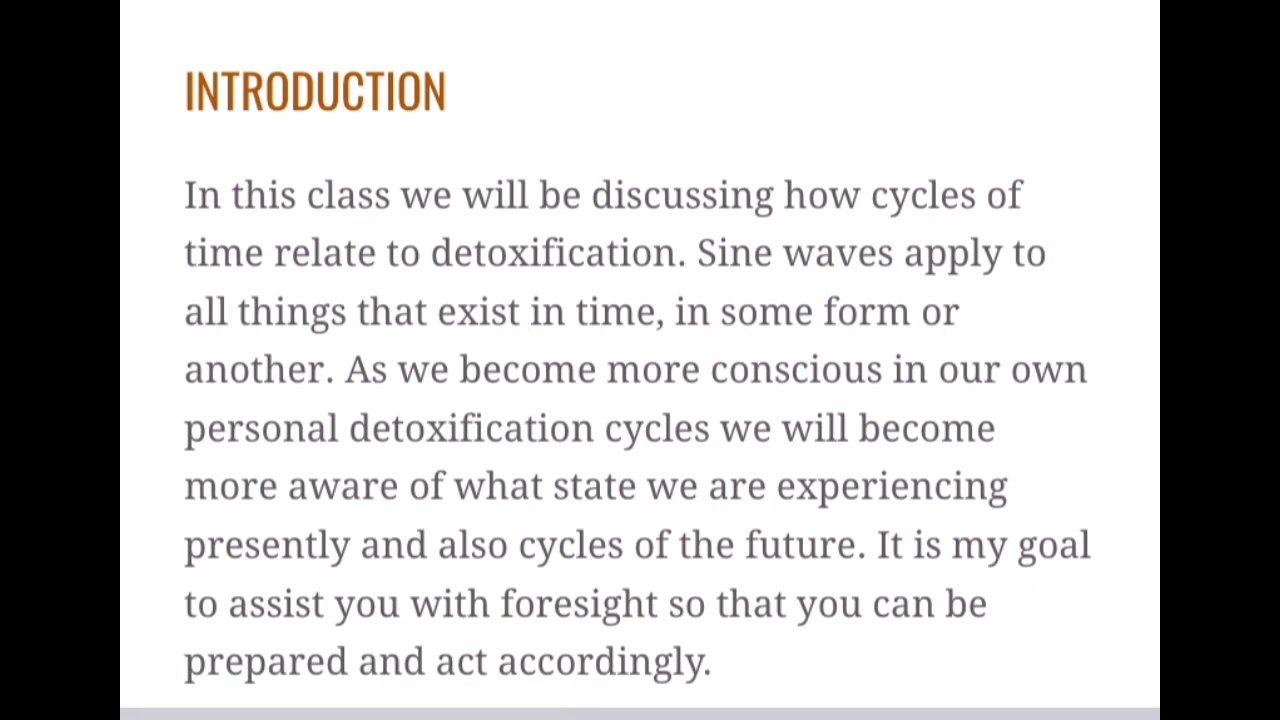 INTRODUCTION
In this class we will be discussing how cycles of
time relate to detoxification. Sine waves apply to
all things that exist in time, in some form or
another. As we become more conscious in our own
personal detoxification cycles we will become
more aware of what state we are experiencing
presently and also cycles of the future. It is my goal
to assist you with foresight so that you can be
prepared and act accordingly.